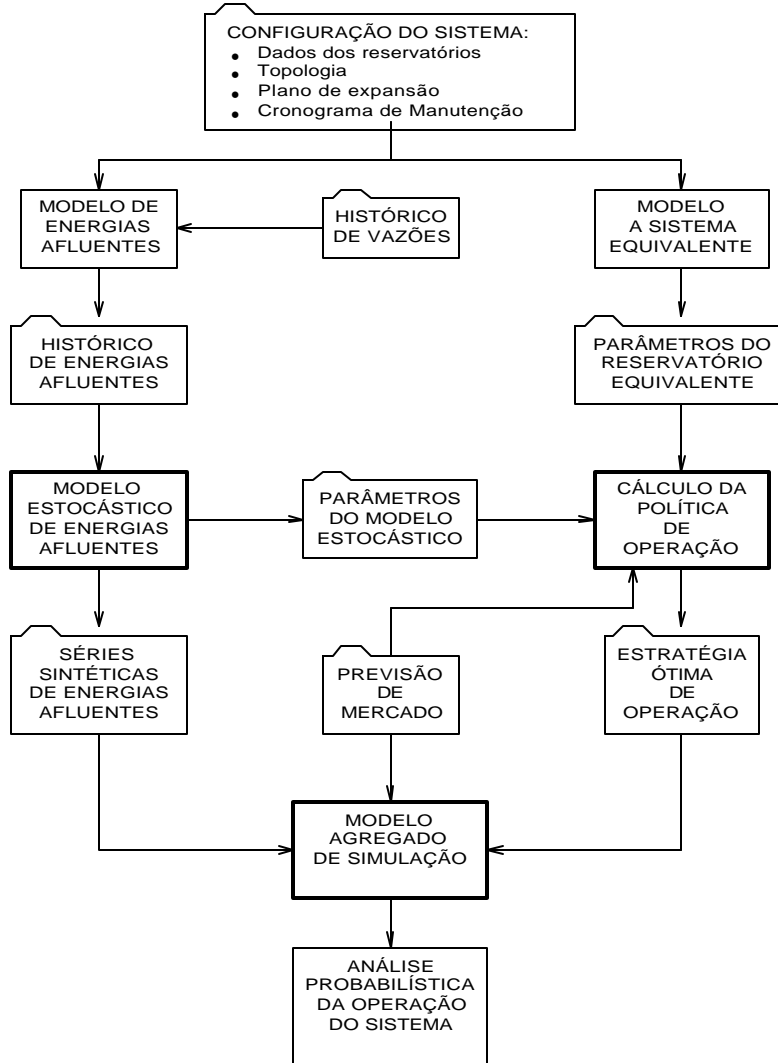 CONFIGURAÇÃO DO SISTEMA:
• Dados dos reservatórios
• Topologia
• Plano de expansão
• Cronograma de Manutenção
MODELO DE
ENERGIAS
AFLUENTES
HISTÓRICO
DE VAZÕES
MODELO
A SISTEMA
EQUIVALENTE
HISTÓRICO
DE ENERGIAS
AFLUENTES
PARÂMETROS DO
RESERVATÓRIO
EQUIVALENTE
MODELO
ESTOCÁSTICO
DE ENERGIAS
AFLUENTES
PARÂMETROS
DO MODELO
ESTOCÁSTICO
CÁLCULO DA
POLÍTICA
DE
OPERAÇÃO
SÉRIES
SINTÉTICAS
DE ENERGIAS
AFLUENTES
PREVISÃO
DE
MERCADO
ESTRATÉGIA
ÓTIMA
DE
OPERAÇÃO
MODELO
AGREGADO
DE SIMULAÇÃO
ANÁLISE
PROBABILÍSTICA
DA OPERAÇÃO
DO SISTEMA